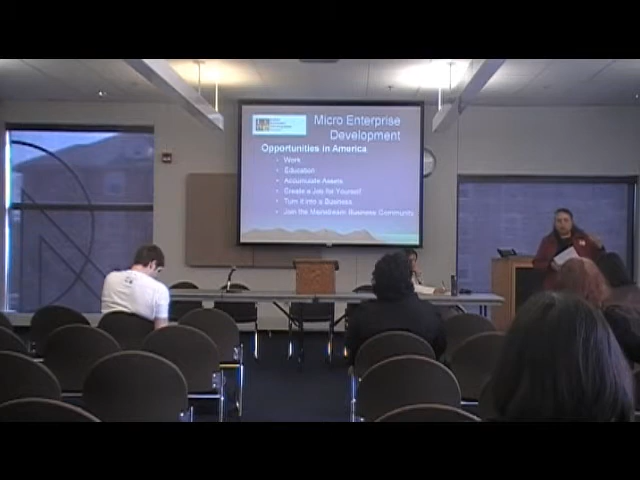 Micro Enterprise
Development
Opportunities in America
Work
Education
Accumulate Assets
Create a Job for Yourself
Turn it into a Business
Join the Mainstream Business Community